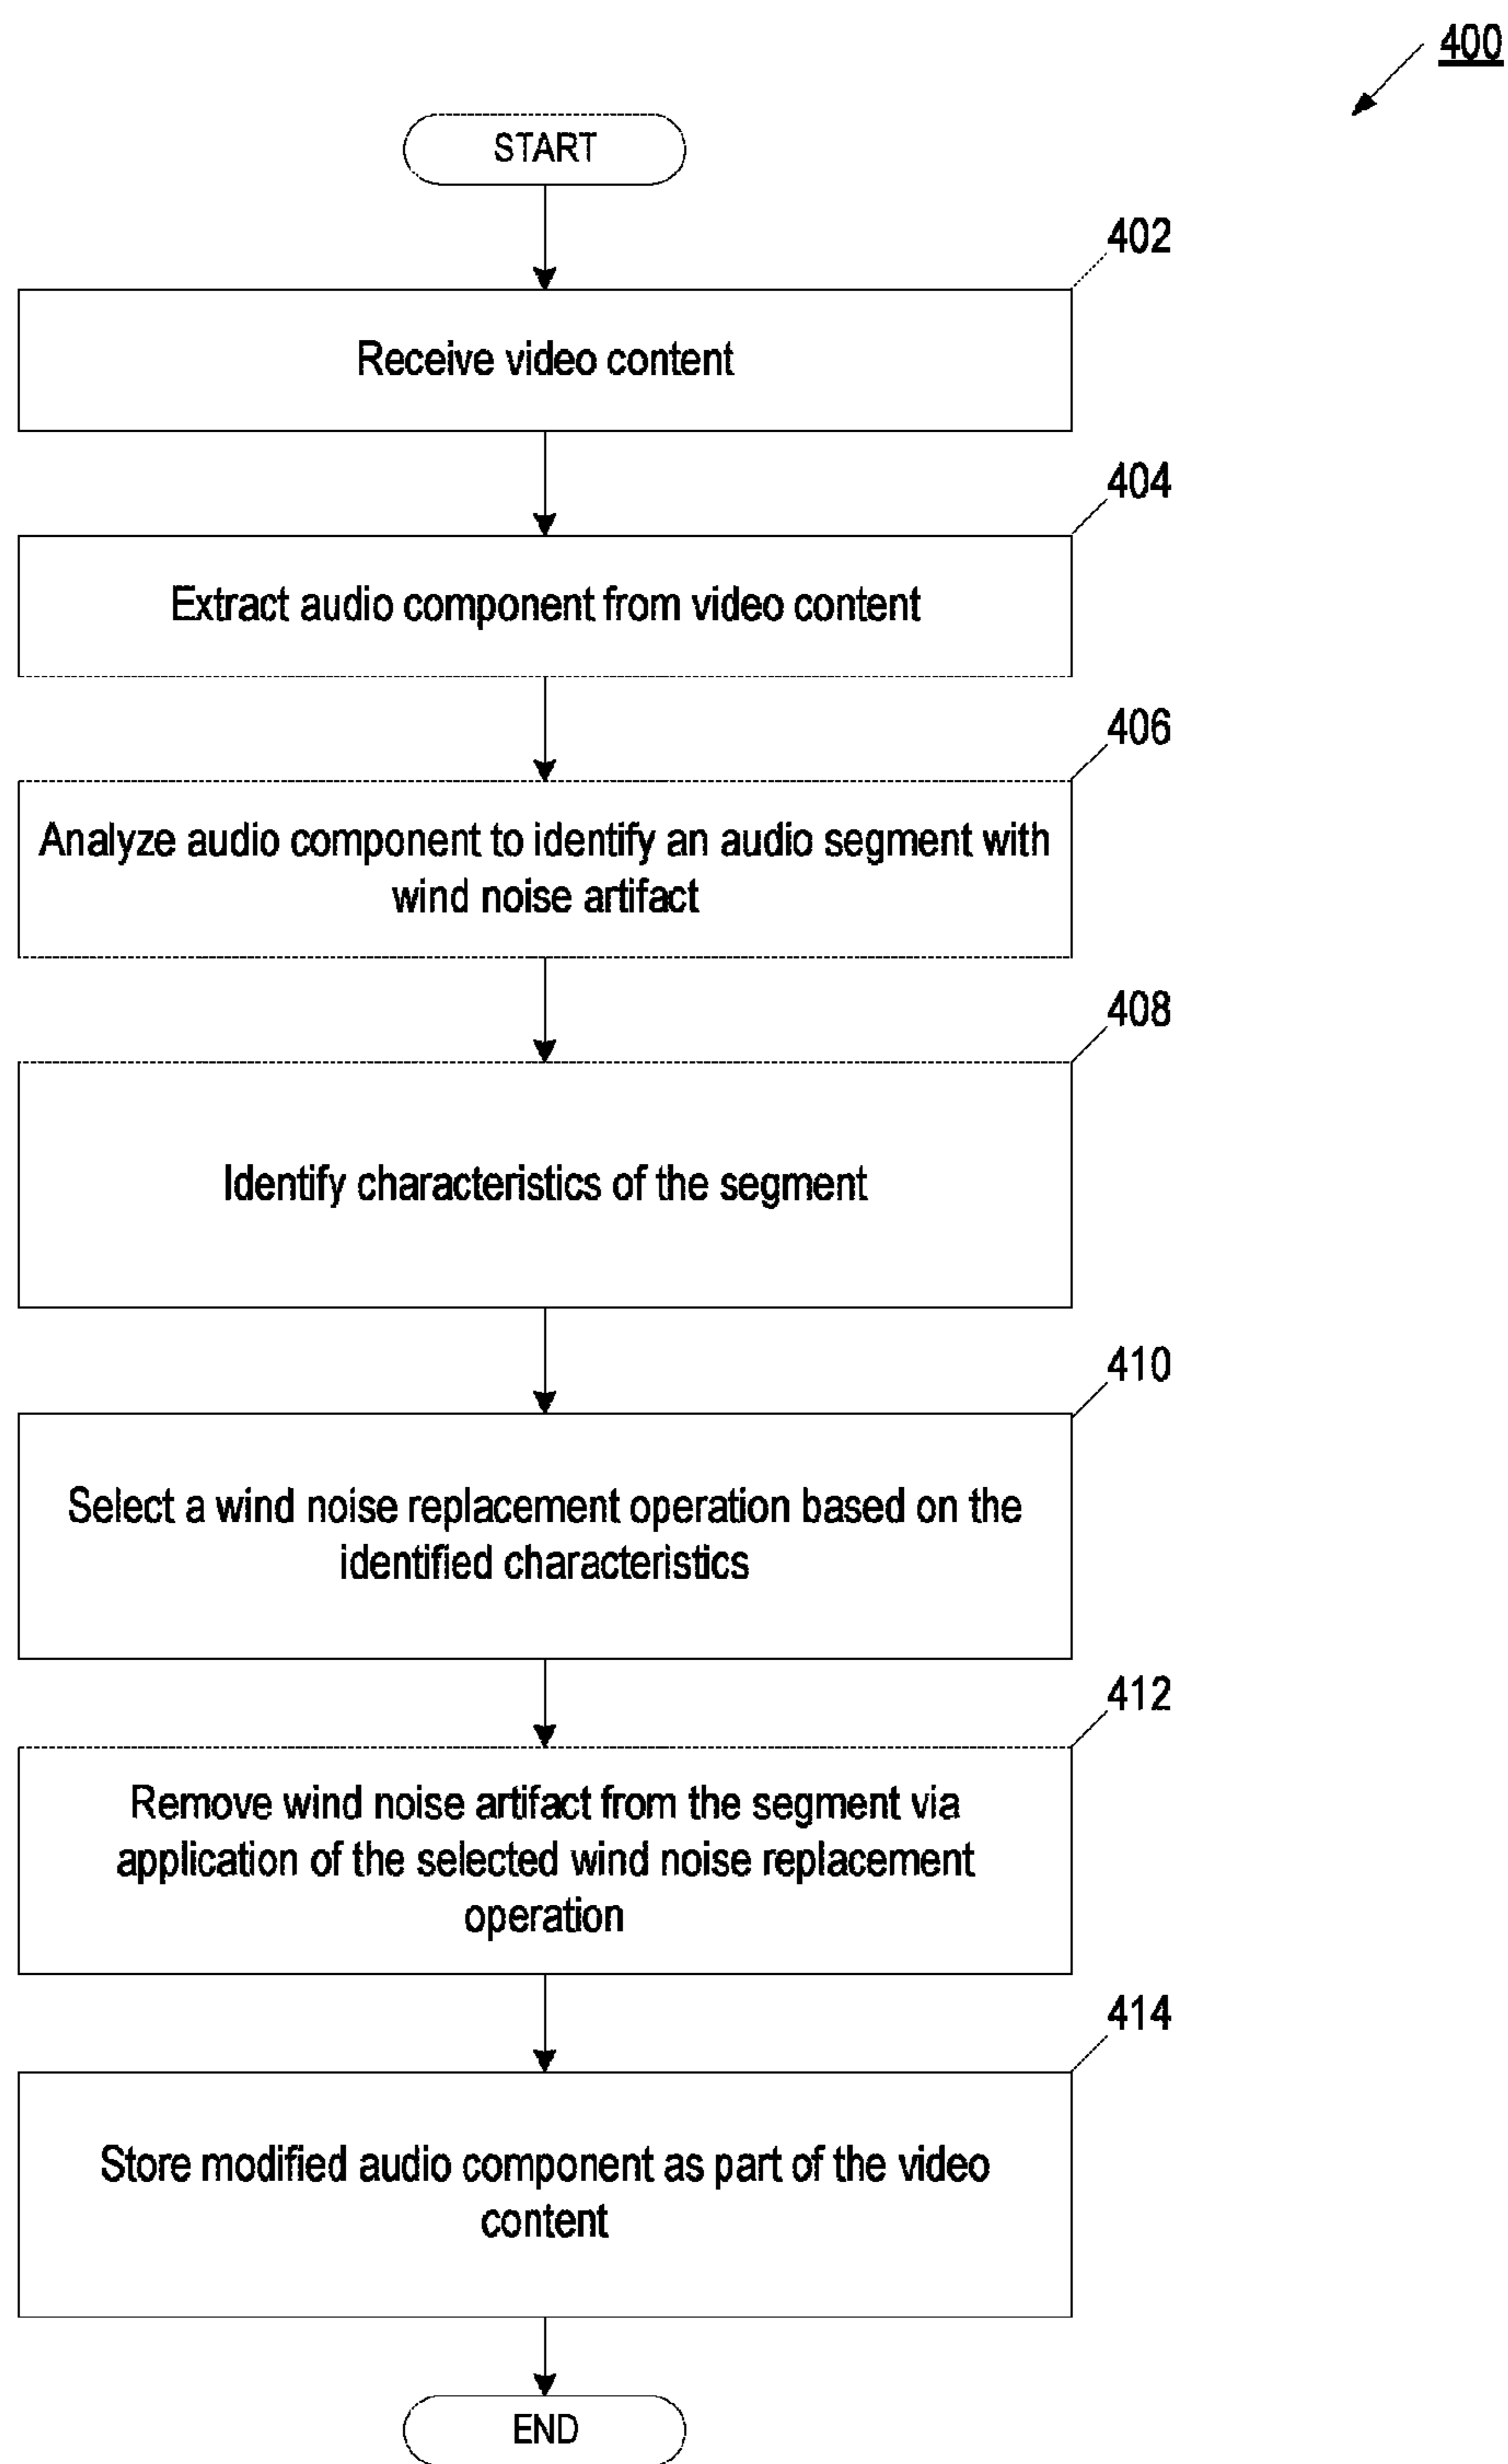 400
START
402
Receive video content
404
Extract audio component from video content
406
Analyze audio component to identify an audio segment with
wind noise artifact
408
Identify characteristics of the segment
410
Select a wind noise replacement operation based on the
identified characteristics
412
Remove wind noise artifact from the segment via
application of the selected wind noise replacement
operation
414
Store modified audio component as part of the video
content
END